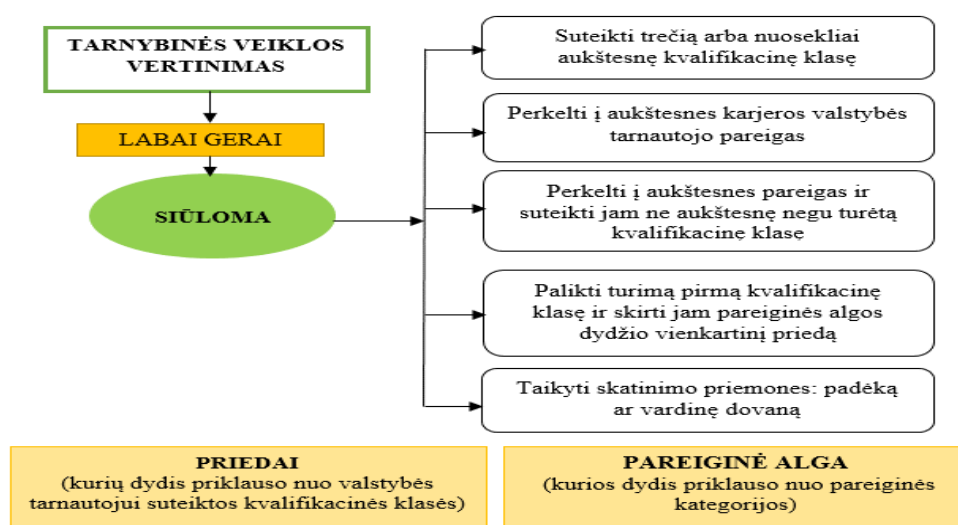 TARNYBINĖS VEIKLOS
VERTINIMAS
LABAI GERAI
SIŪLOMA
Suteikti trečią arba nuosekliai
aukštesnę kvalifikacinę klasę
Perkelti į aukštesnes karjeros valstybės
tarnautojo pareigas
Perkelti į aukštesnes pareigas ir
suteikti jam ne aukštesnę negu turėtą
kvalifikacinę klasę
Palikti turimą pirmą kvalifikacinę
klasę ir skirti jam pareiginės algos
dydžio vienkartinį priedą
Taikyti skatinimo priemones: padėką
ar vardinę dovaną
PRIEDAI
(kurių dydis priklauso nuo valstybės
tarnautojui suteiktos kvalifikacinės klasės)
PAREIGINĖ ALGA
(kurios dydis priklauso nuo pareiginės
kategorijos)